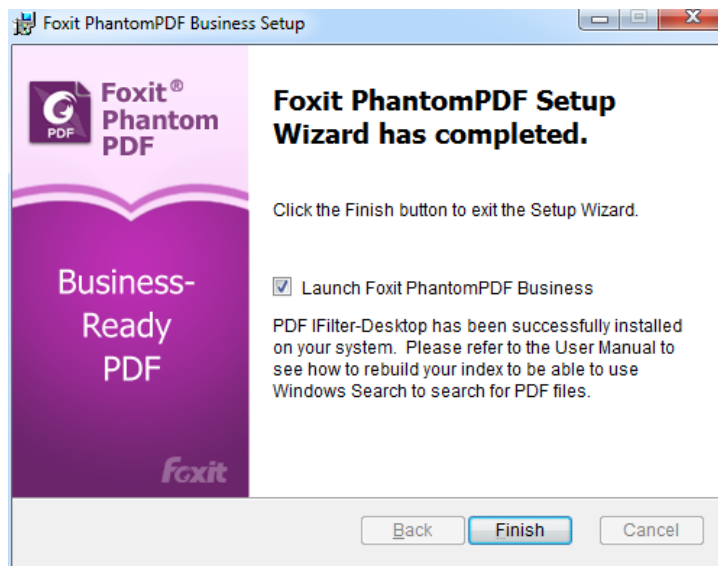 Foxit PhantomPDF Business Setup
Foxit®
Phantom
PDF
PDF
Foxit PhantomPDF Setup
Wizard has completed.
Click the Finish button to exit the Setup Wizard.
Business-
Ready
PDF
Launch Foxit PhantomPDF Business
PDF IFilter-Desktop has been successfully installed
on your system. Please refer to the User Manual to
see how to rebuild your index to be able to use
Windows Search to search for PDF files.
Foxit
Back Finish Cancel